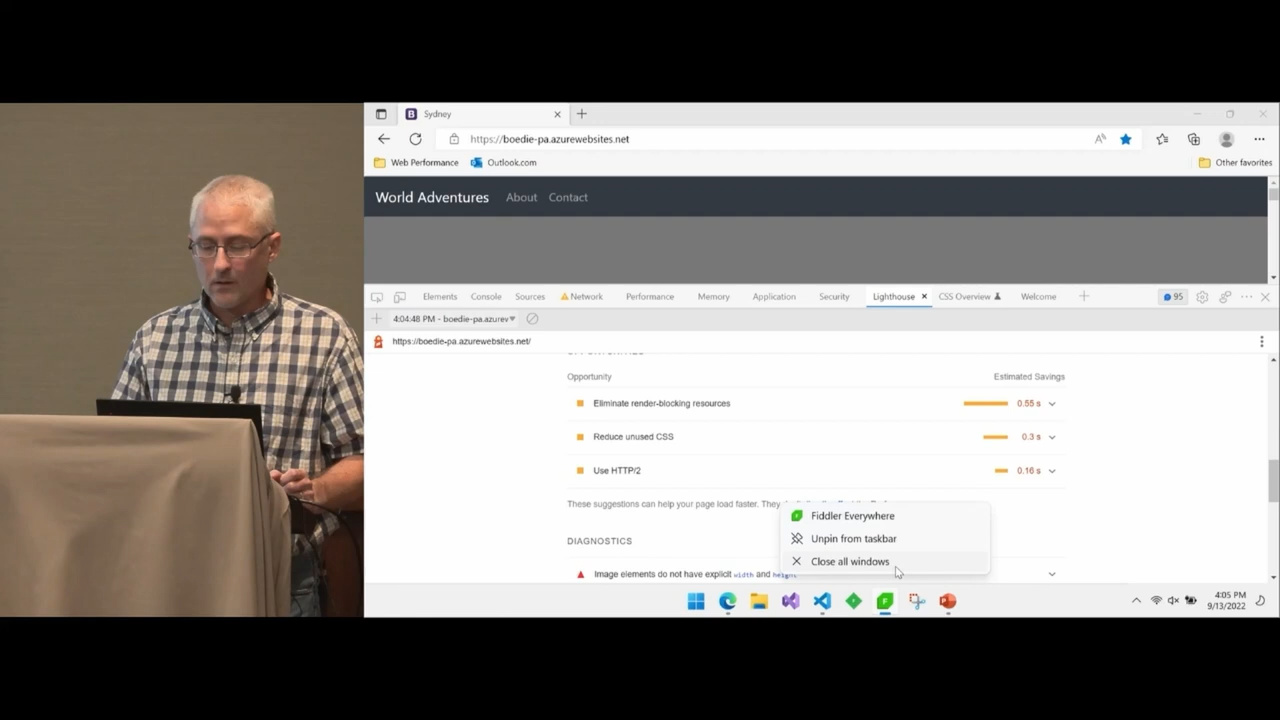 Sydney
https://boedie-pa.azurewebsites.net
Web Performance
Outlook.com
Other favorites
World Adventures
About
Contact
Elements
Console
Sources
Network
Performance
Memory
Application
Security
Lighthouse
CSS Overview
Welcome
95
4:04:48 PM - boedie-pa.azurev
https://boedie-pa.azurewebsites.net/
Opportunity
Estimated Savings
Eliminate render-blocking resources
0.55 s
Reduce unused CSS
0.3 s
Use HTTP/2
0.16 s
These suggestions can help your page load faster. They
Fiddler Everywhere
Unpin from taskbar
Close all windows
DIAGNOSTICS
Image elements do not have explicit width and height
4:05 PM
9/13/2022